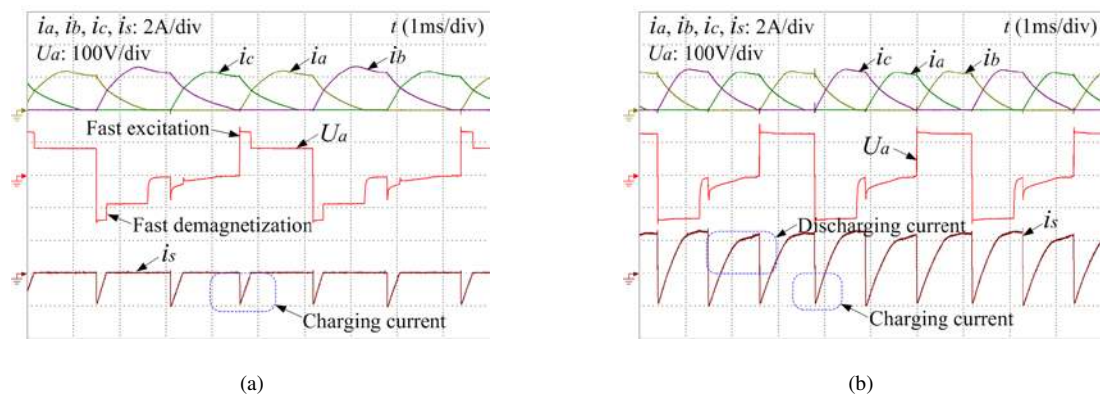 ia, ib, ic, is: 2A/div
t (1ms/div)
Ua: 100V/div
ic
ia
ib
Fast excitation
Ua
Fast demagnetization
is
Charging current
(a)
ia, ib, ic, is: 2A/div
t (1ms/div)
Ua: 100V/div
ic
ia
ib
Ua
Discharging current
is
Charging current
(b)